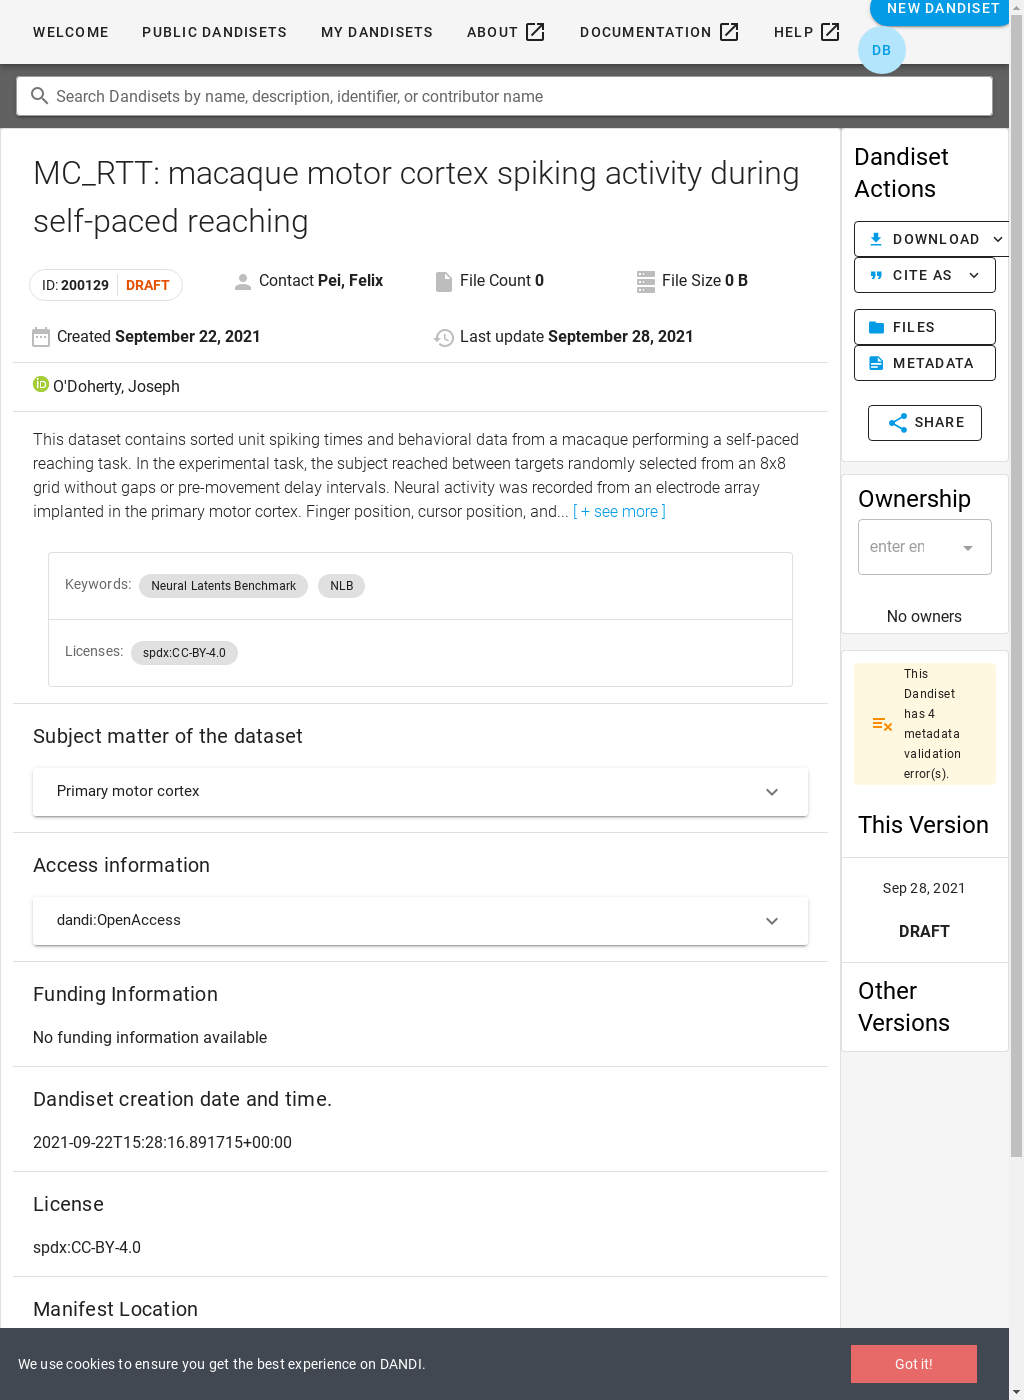 WELCOME
PUBLIC DANDISETS
MY DANDISETS
ABOUT
DOCUMENTATION
HELP
NEW DANDISET
DB
Search Dandisets by name, description, identifier, or contributor name
MC_RTT: macaque motor cortex spiking activity during
self-paced reaching
ID: 200129 DRAFT
Contact Pei, Felix
File Count 0
File Size 0 B
Created September 22, 2021
Last update September 28, 2021
iD O'Doherty, Joseph
This dataset contains sorted unit spiking times and behavioral data from a macaque performing a self-paced
reaching task. In the experimental task, the subject reached between targets randomly selected from an 8x8
grid without gaps or pre-movement delay intervals. Neural activity was recorded from an electrode array
implanted in the primary motor cortex. Finger position, cursor position, and... [ + see more ]
Keywords: Neural Latents Benchmark NLB
Licenses: spdx:CC-BY-4.0
Subject matter of the dataset
Primary motor cortex
Access information
dandi:OpenAccess
Funding Information
No funding information available
Dandiset creation date and time.
2021-09-22T15:28:16.891715+00:00
License
spdx:CC-BY-4.0
Manifest Location
Dandiset
Actions
DOWNLOAD
CITE AS
FILES
METADATA
SHARE
Ownership
enter en
No owners
This
Dandiset
has 4
metadata
validation
error(s).
This Version
Sep 28, 2021
DRAFT
Other
Versions
We use cookies to ensure you get the best experience on DANDI.
Got it!